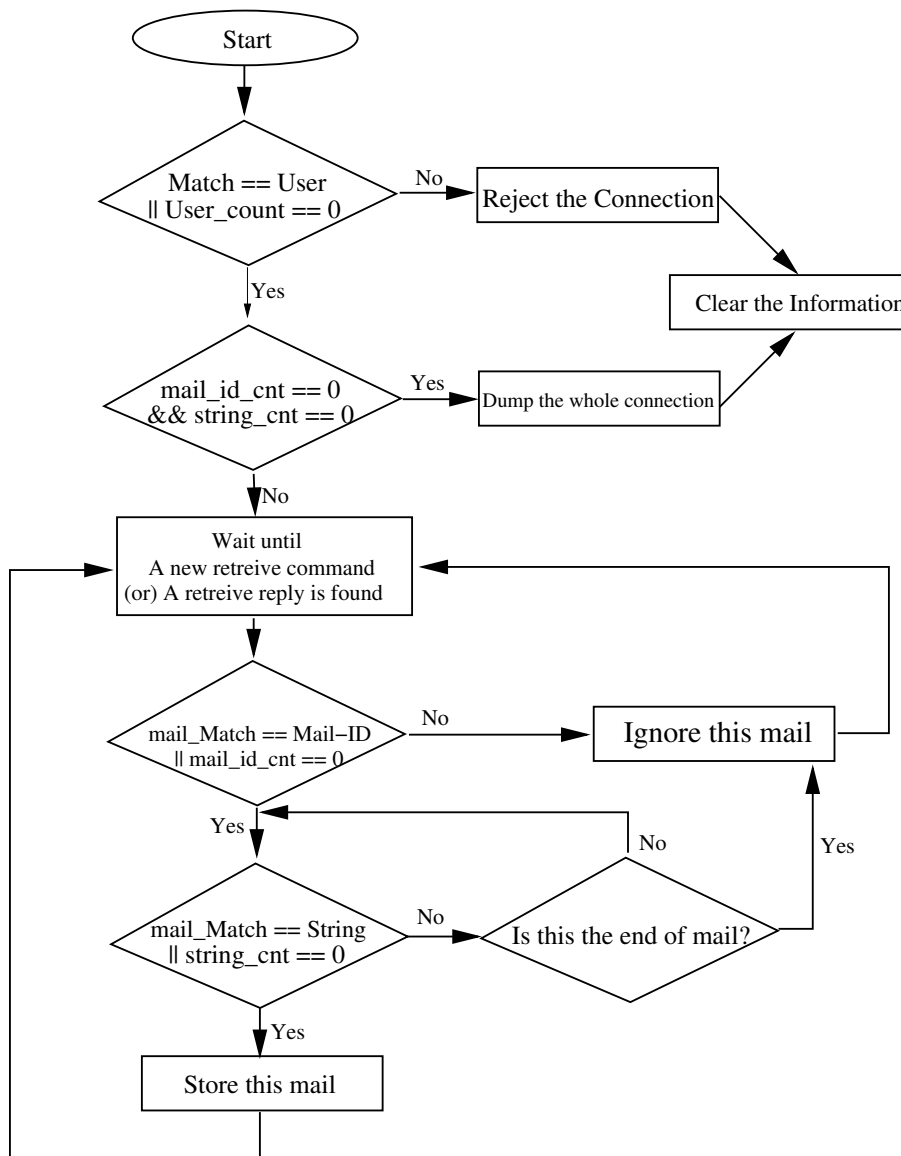 Start
Match == User
|| User_count == 0
No
Reject the Connection
Clear the Information
Yes
mail_id_cnt == 0
&& string_cnt == 0
Yes
Dump the whole connection
No
Wait until
A new retreive command
(or) A retreive reply is found
mail_Match == Mail−ID
|| mail_id_cnt == 0
No
Ignore this mail
Yes
No
Yes
mail_Match == String
|| string_cnt == 0
No
Is this the end of mail?
Yes
Store this mail